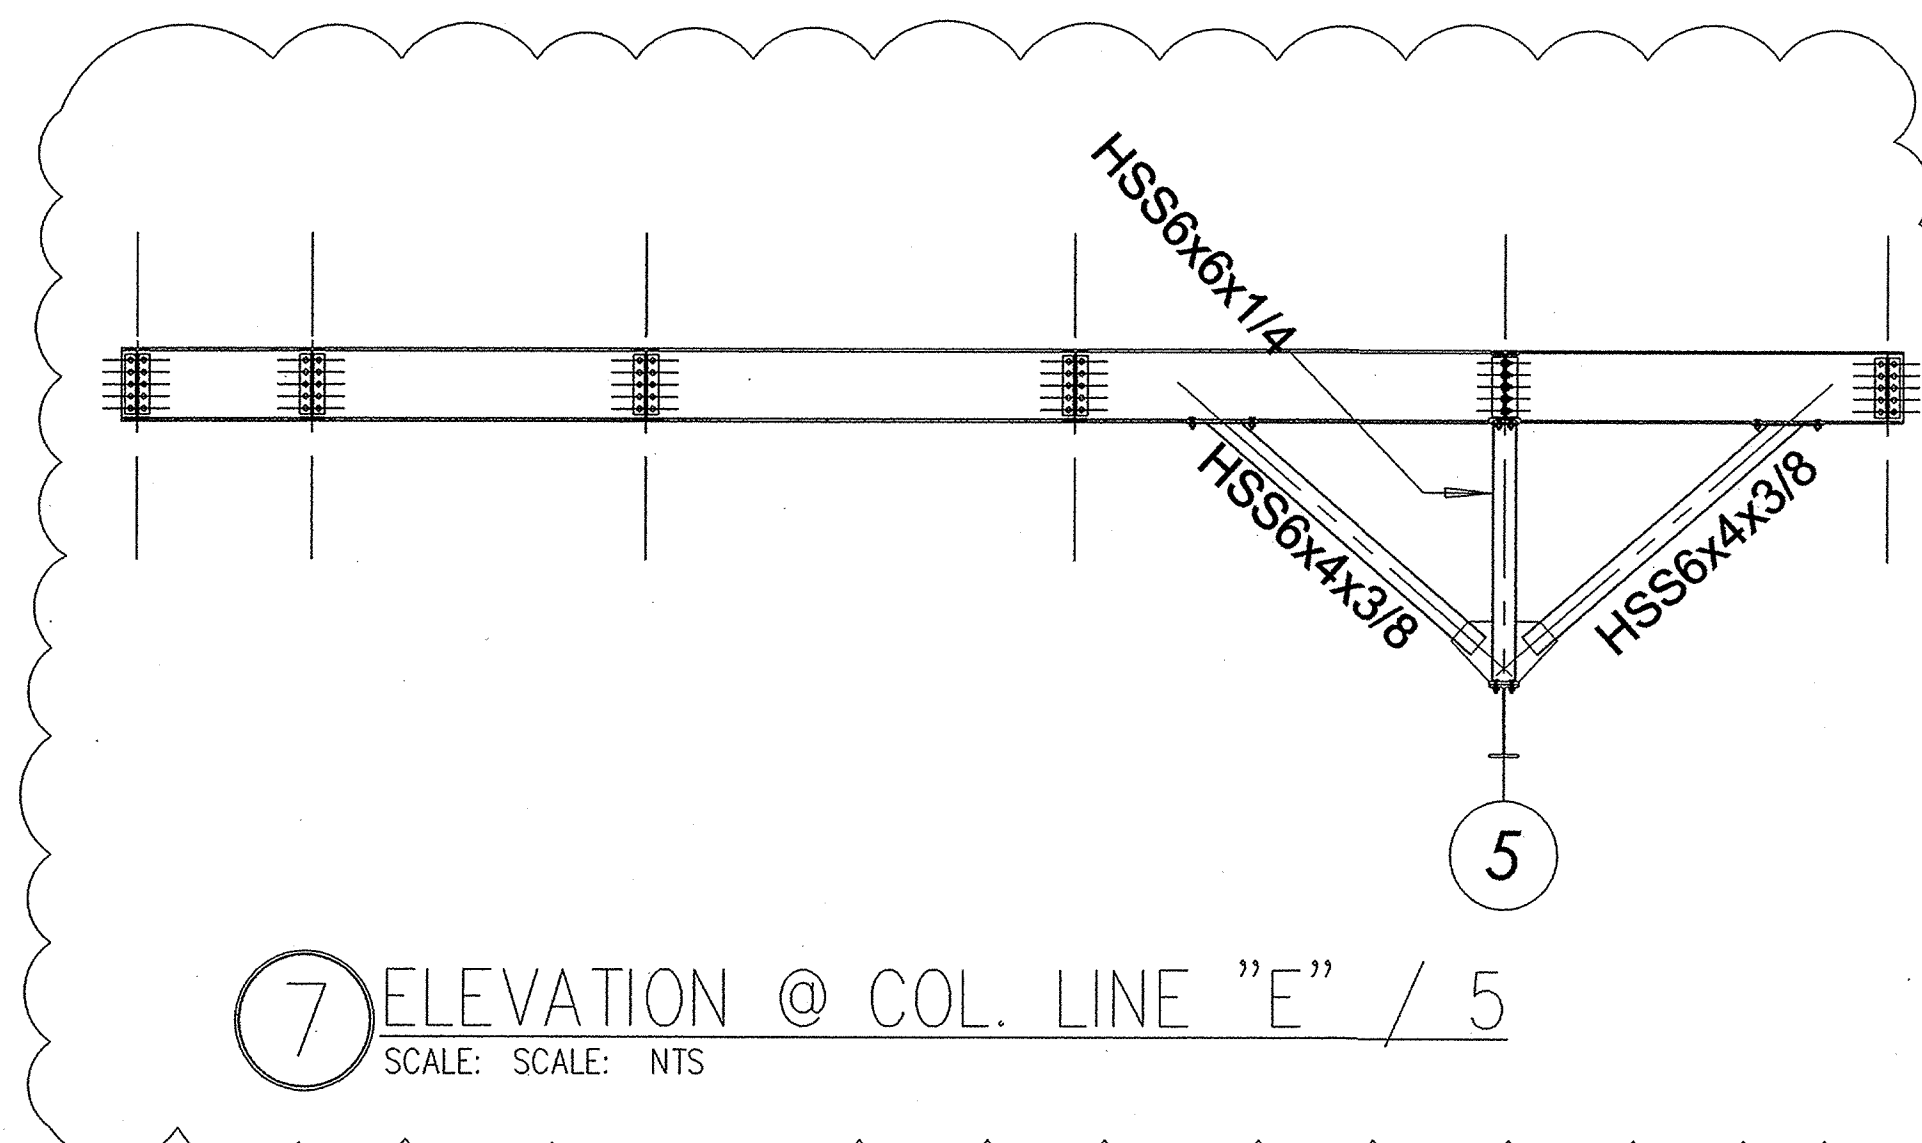 HSS6x6x1/4
HSS6x4x3/8
HSS6x4x3/8
5
7
ELEVATION @ COL. LINE "E" / 5
SCALE: SCALE: NTS